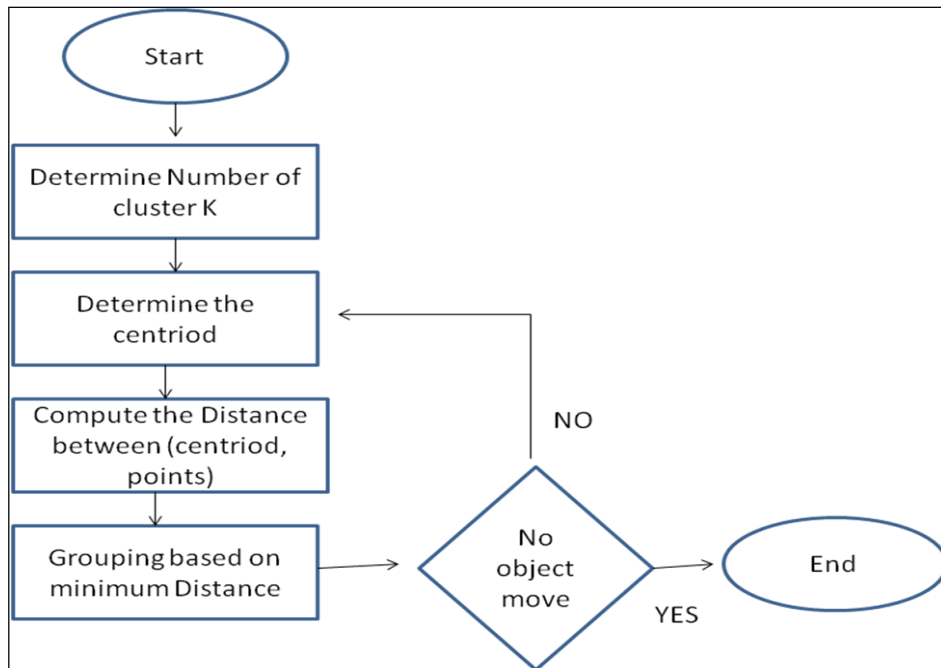 Start
Determine Number of
cluster K
Determine the
centriod
Compute the Distance
between (centriod,
points)
Grouping based on
minimum Distance
No
object
move
NO
YES
End